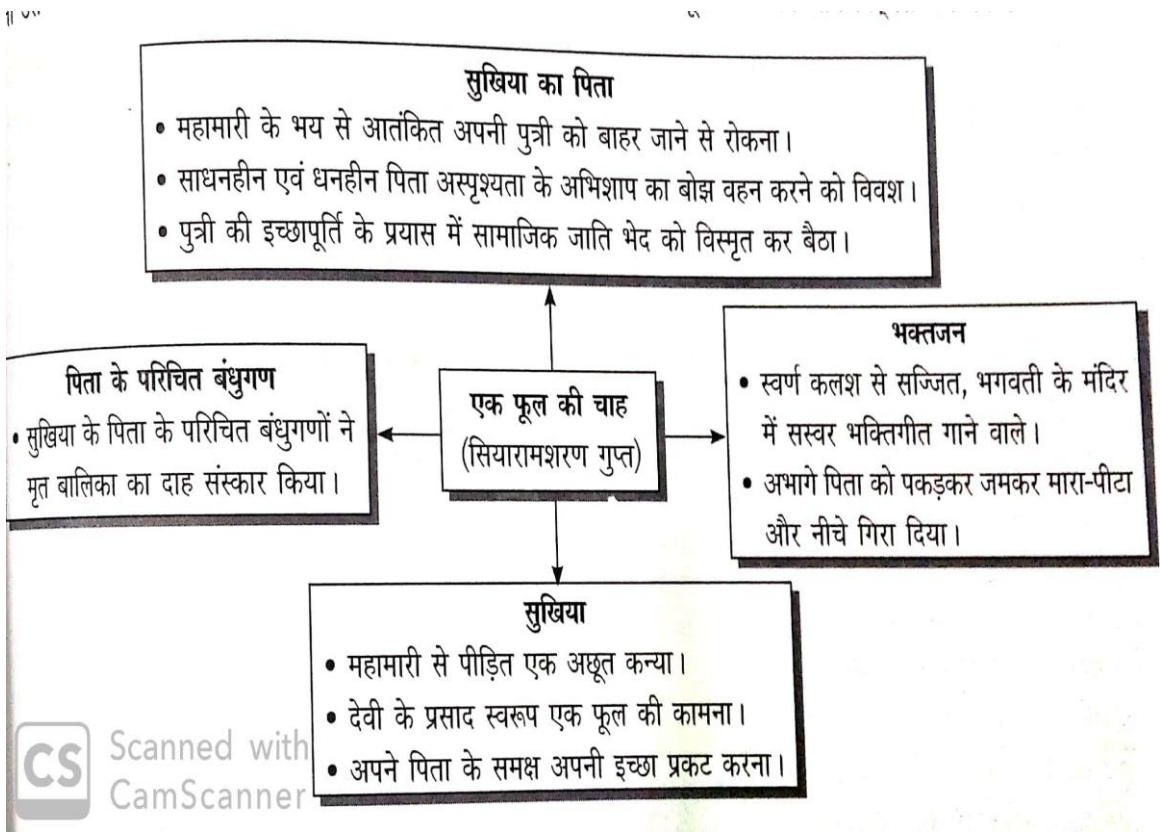 सुखिया का पिता
• महामारी के भय से आतंकित अपनी पुत्री को बाहर जाने से रोकना।
• साधनहीन एवं धनहीन पिता अस्पृश्यता के अभिशाप का बोझ वहन करने को विवश।
• पुत्री की इच्छापूर्ति के प्रयास में सामाजिक जाति भेद को विस्मृत कर बैठा।
पिता के परिचित बंधुगण
• सुखिया के पिता के परिचित बंधुगणों ने
मृत बालिका का दाह संस्कार किया।
एक फूल की चाह
(सियारामशरण गुप्त)
भक्तजन
• स्वर्ण कलश से सज्जित, भगवती के मंदिर
में सस्वर भक्तिगीत गाने वाले।
• अभागे पिता को पकड़कर जमकर मारा-पीटा
और नीचे गिरा दिया।
सुखिया
• महामारी से पीड़ित एक अछूत कन्या।
• देवी के प्रसाद स्वरूप एक फूल की कामना।
• अपने पिता के समक्ष अपनी इच्छा प्रकट करना।
CS
Scanned with
CamScanner